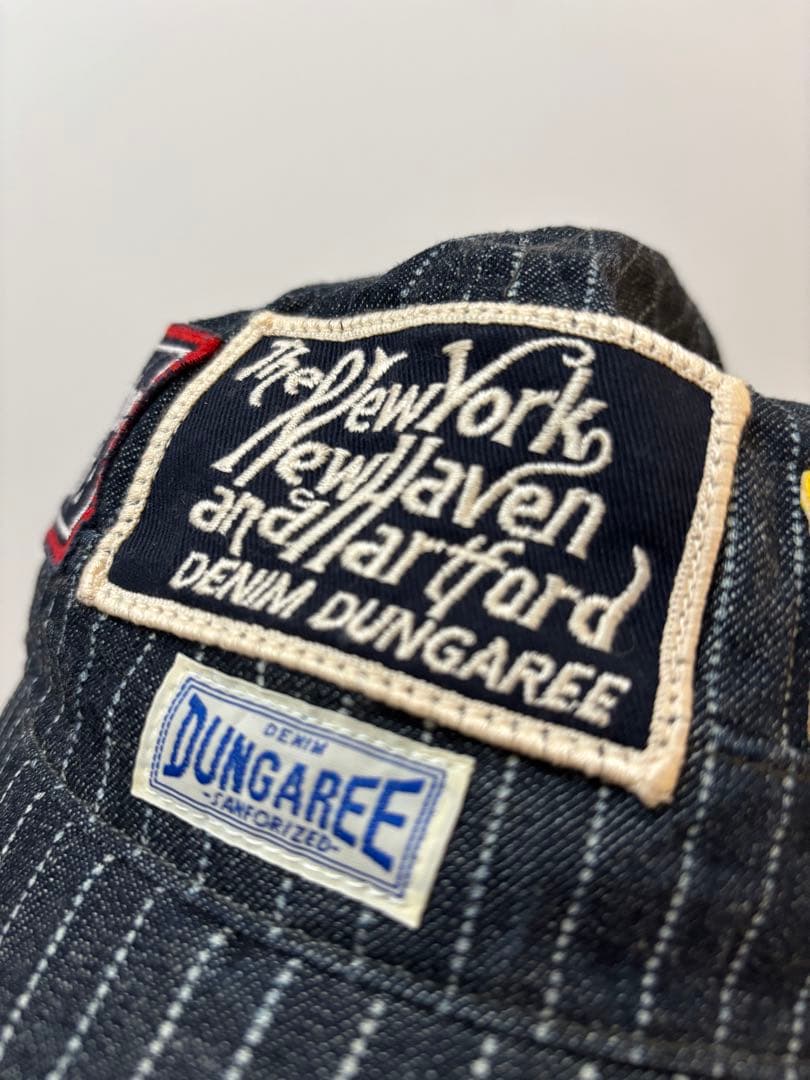 The New York
New Haven
and Hartford
DENIM DUNGAREE
DENIM
DUNGAREE
-SANFORIZED-